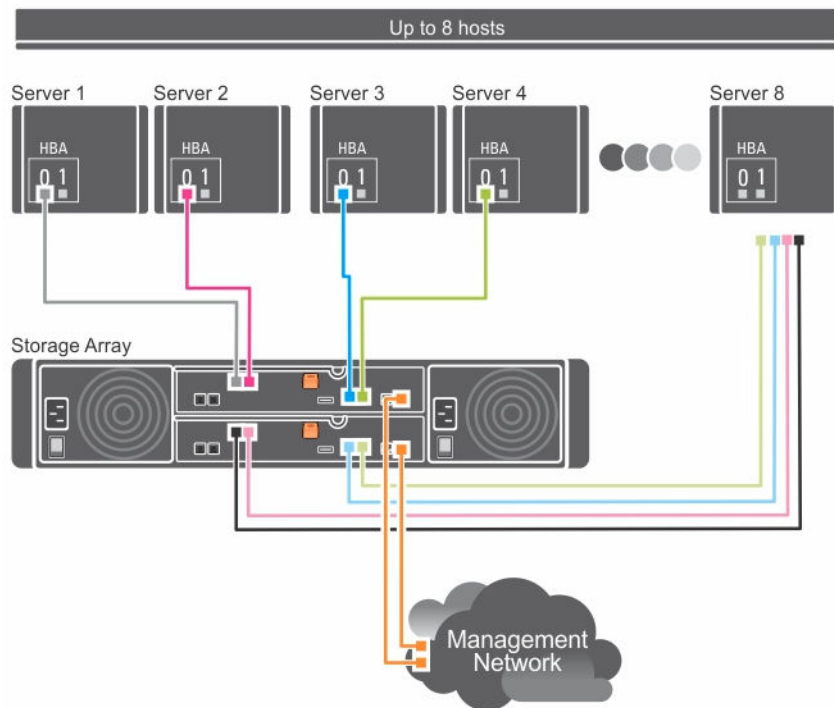 Up to 8 hosts
Server 1
Server 2
Server 3
Server 4
Server 8
HBA
0 1
HBA
0 1
HBA
0 1
HBA
0 1
HBA
0 1
Storage Array
Management
Network